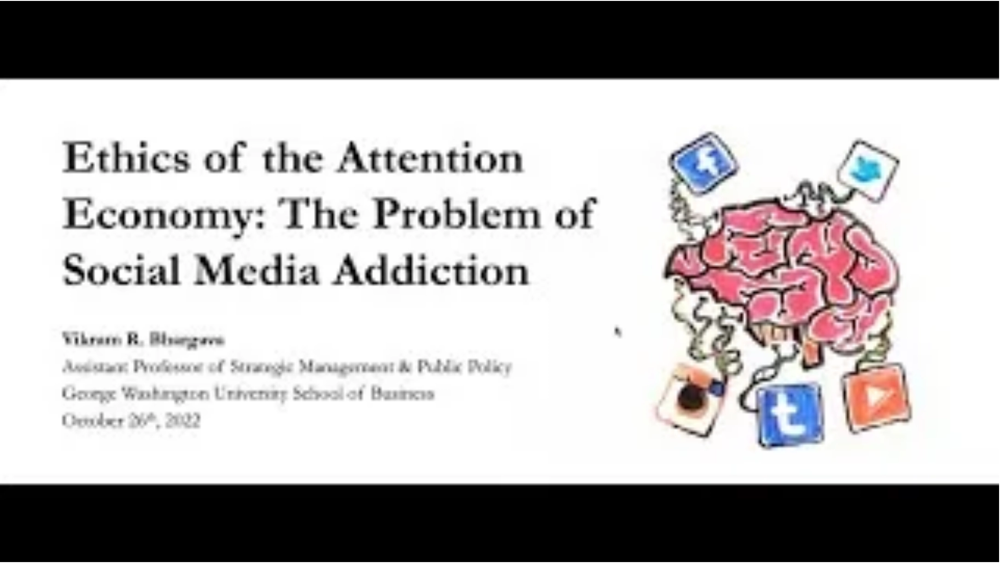 Ethics of the Attention
Economy: The Problem of
Social Media Addiction
Vikram R. Bhargava
Assistant Professor of Strategic Management & Public Policy
George Washington University School of Business
October 26th, 2022
f
t